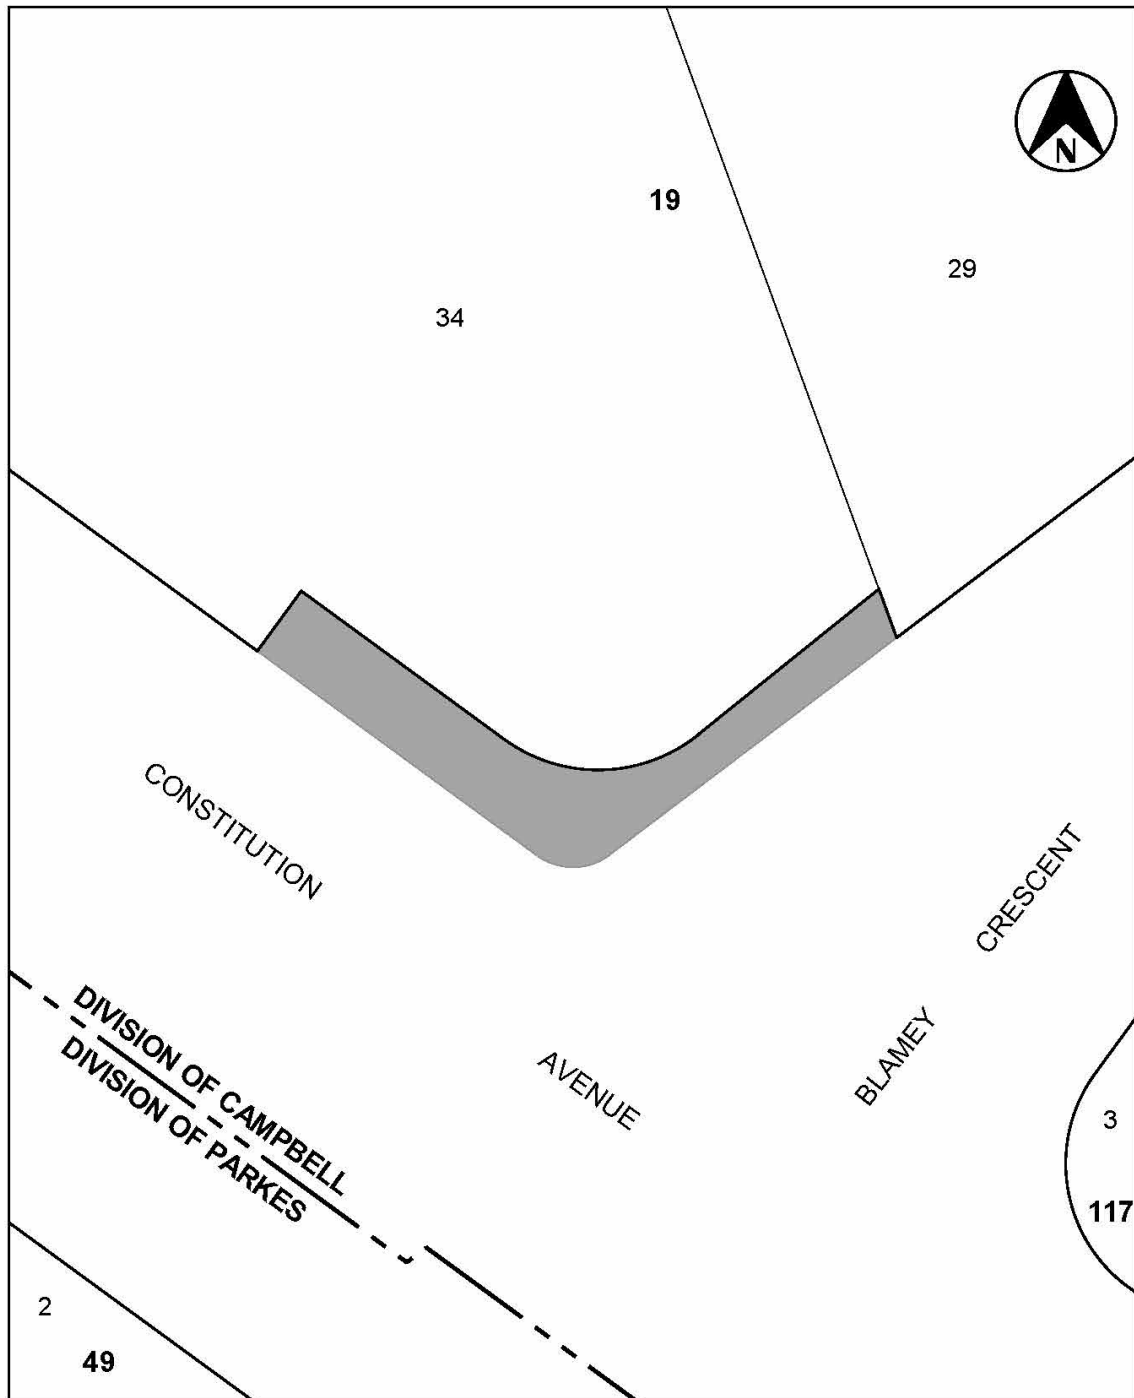 N
19
29
34
CONSTITUTION
AVENUE
BLAMEY
CRESCENT
DIVISION OF CAMPBELL
DIVISION OF PARKES
3
117
2
49